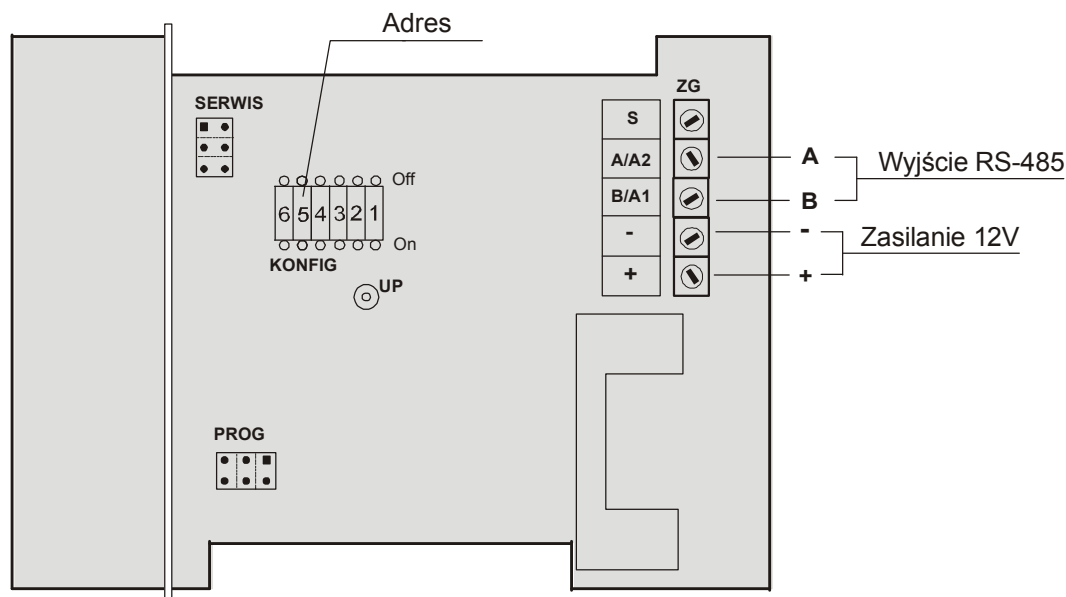 Adres
SERWIS
ZG
S
A/A2
B/A1
-
+
A
B
-
+
Wyjście RS-485
Zasilanie 12V
Off
6 5 4 3 2 1
On
KONFIG
UP
PROG